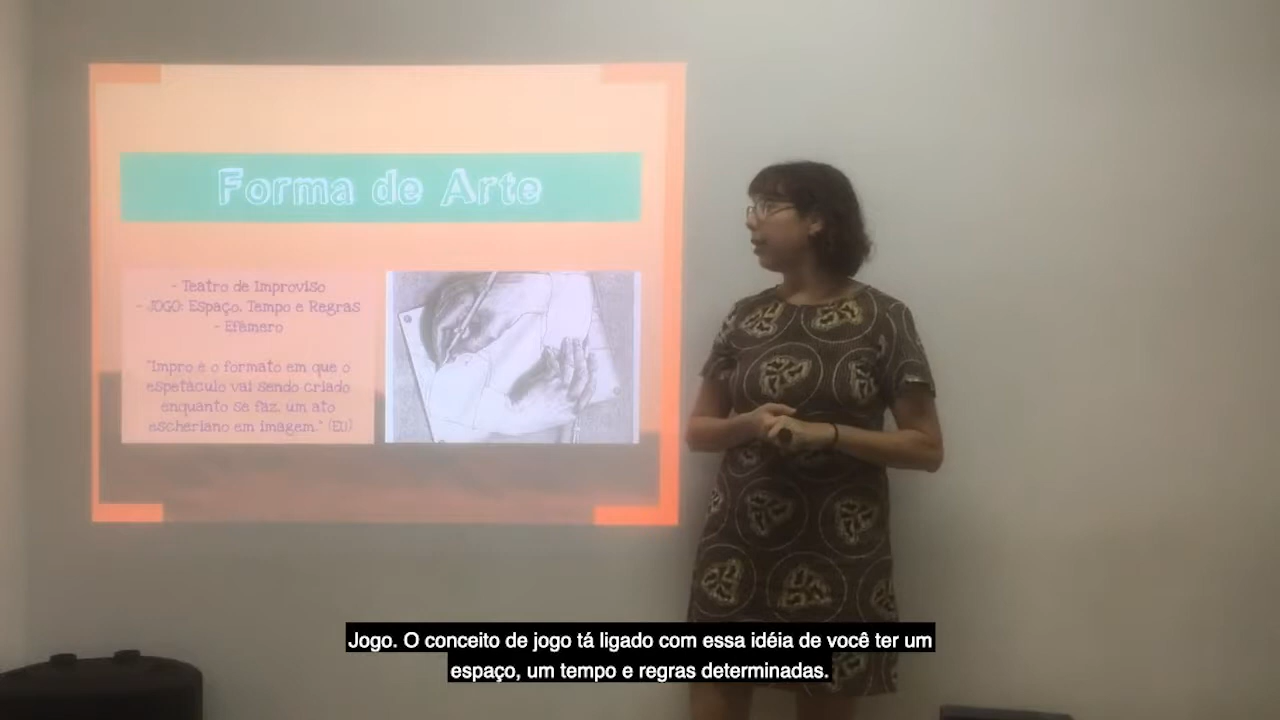 Forma de Arte
- Teatro de Improviso
- JOGO: Espaço, Tempo e Regras
- Efêmero
"Impro é o formato em que o
espetáculo vai sendo criado
enquanto se faz, um ato
escheriano em imagem." (EU)
Jogo. O conceito de jogo tá ligado com essa idéia de você ter um
espaço, um tempo e regras determinadas.